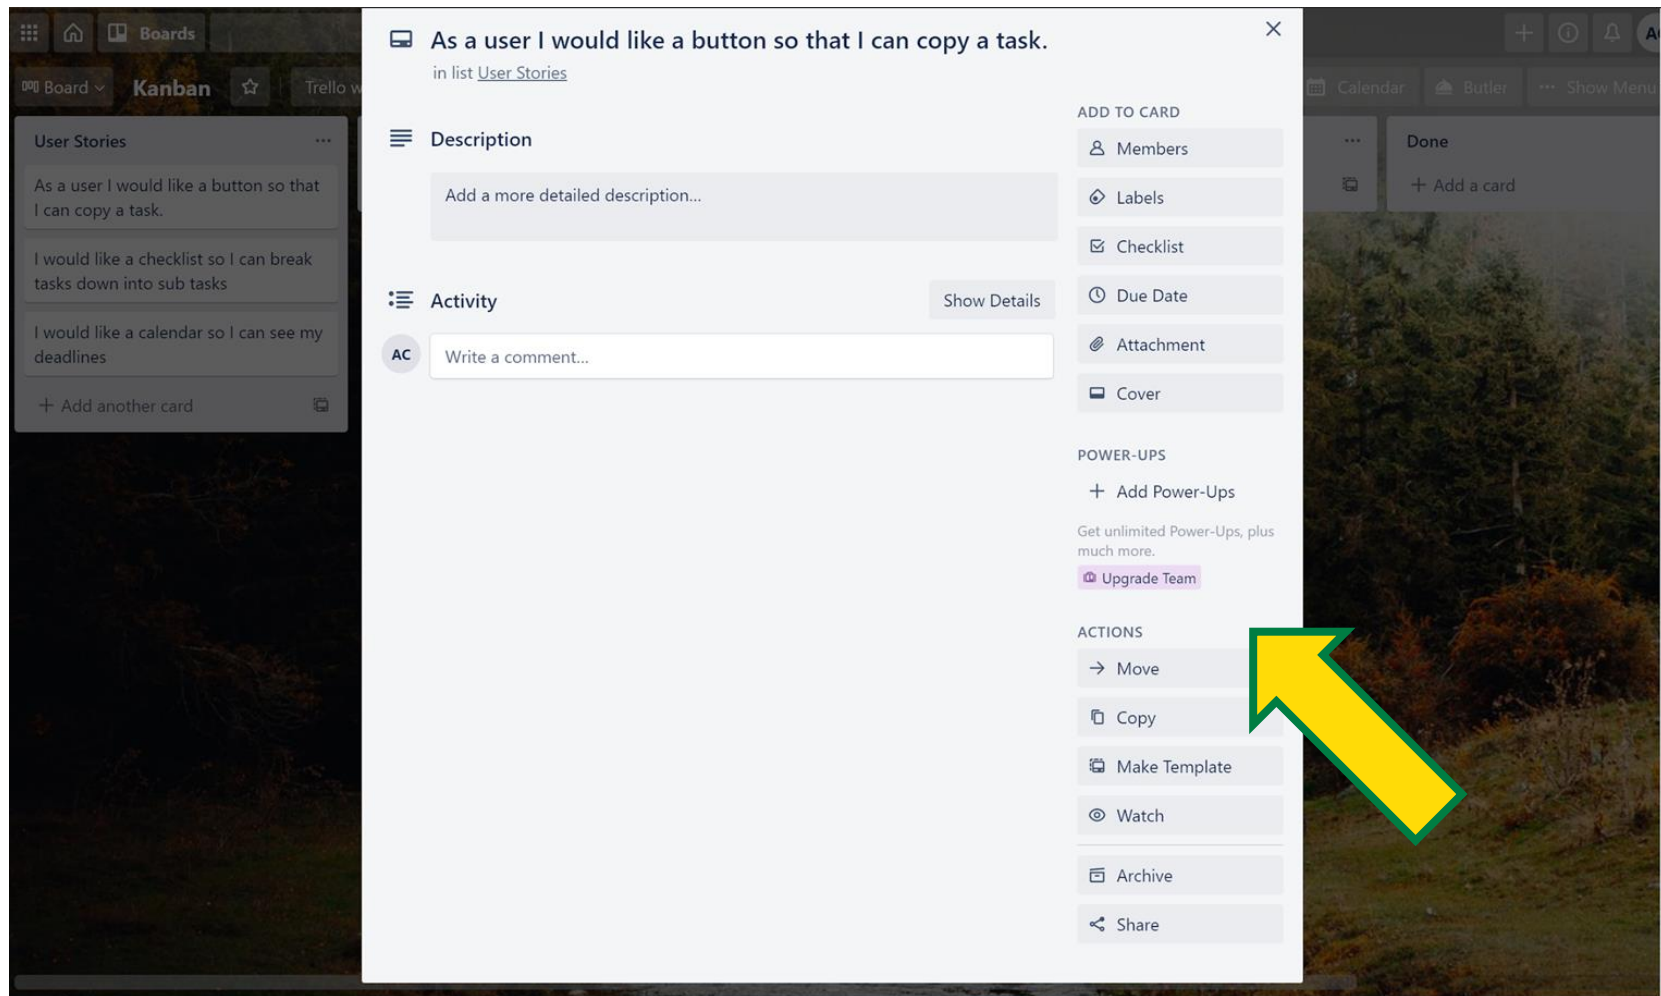 Boards
Board
Kanban
Trello w
Calendar
Butler
Show Menu
User Stories
As a user I would like a button so that
I can copy a task.
I would like a checklist so I can break
tasks down into sub tasks
I would like a calendar so I can see my
deadlines
+ Add another card
As a user I would like a button so that I can copy a task.
in list User Stories
Description
Add a more detailed description...
Activity
Show Details
AC
Write a comment...
ADD TO CARD
Members
Labels
Checklist
Due Date
Attachment
Cover
POWER-UPS
+ Add Power-Ups
Get unlimited Power-Ups, plus
much more.
Upgrade Team
ACTIONS
Move
Copy
Make Template
Watch
Archive
Share
Done
+ Add a card